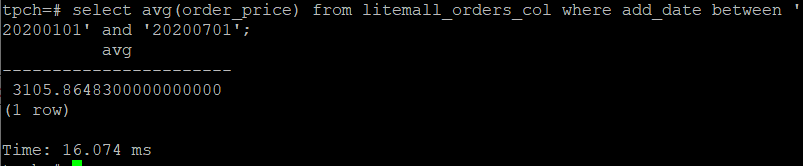 tpch=# select avg(order_price) from litemall_orders_col where add_date between '
20200101' and '20200701';
avg
-----------------------
3105.8648300000000000
(1 row)
Time: 16.074 ms